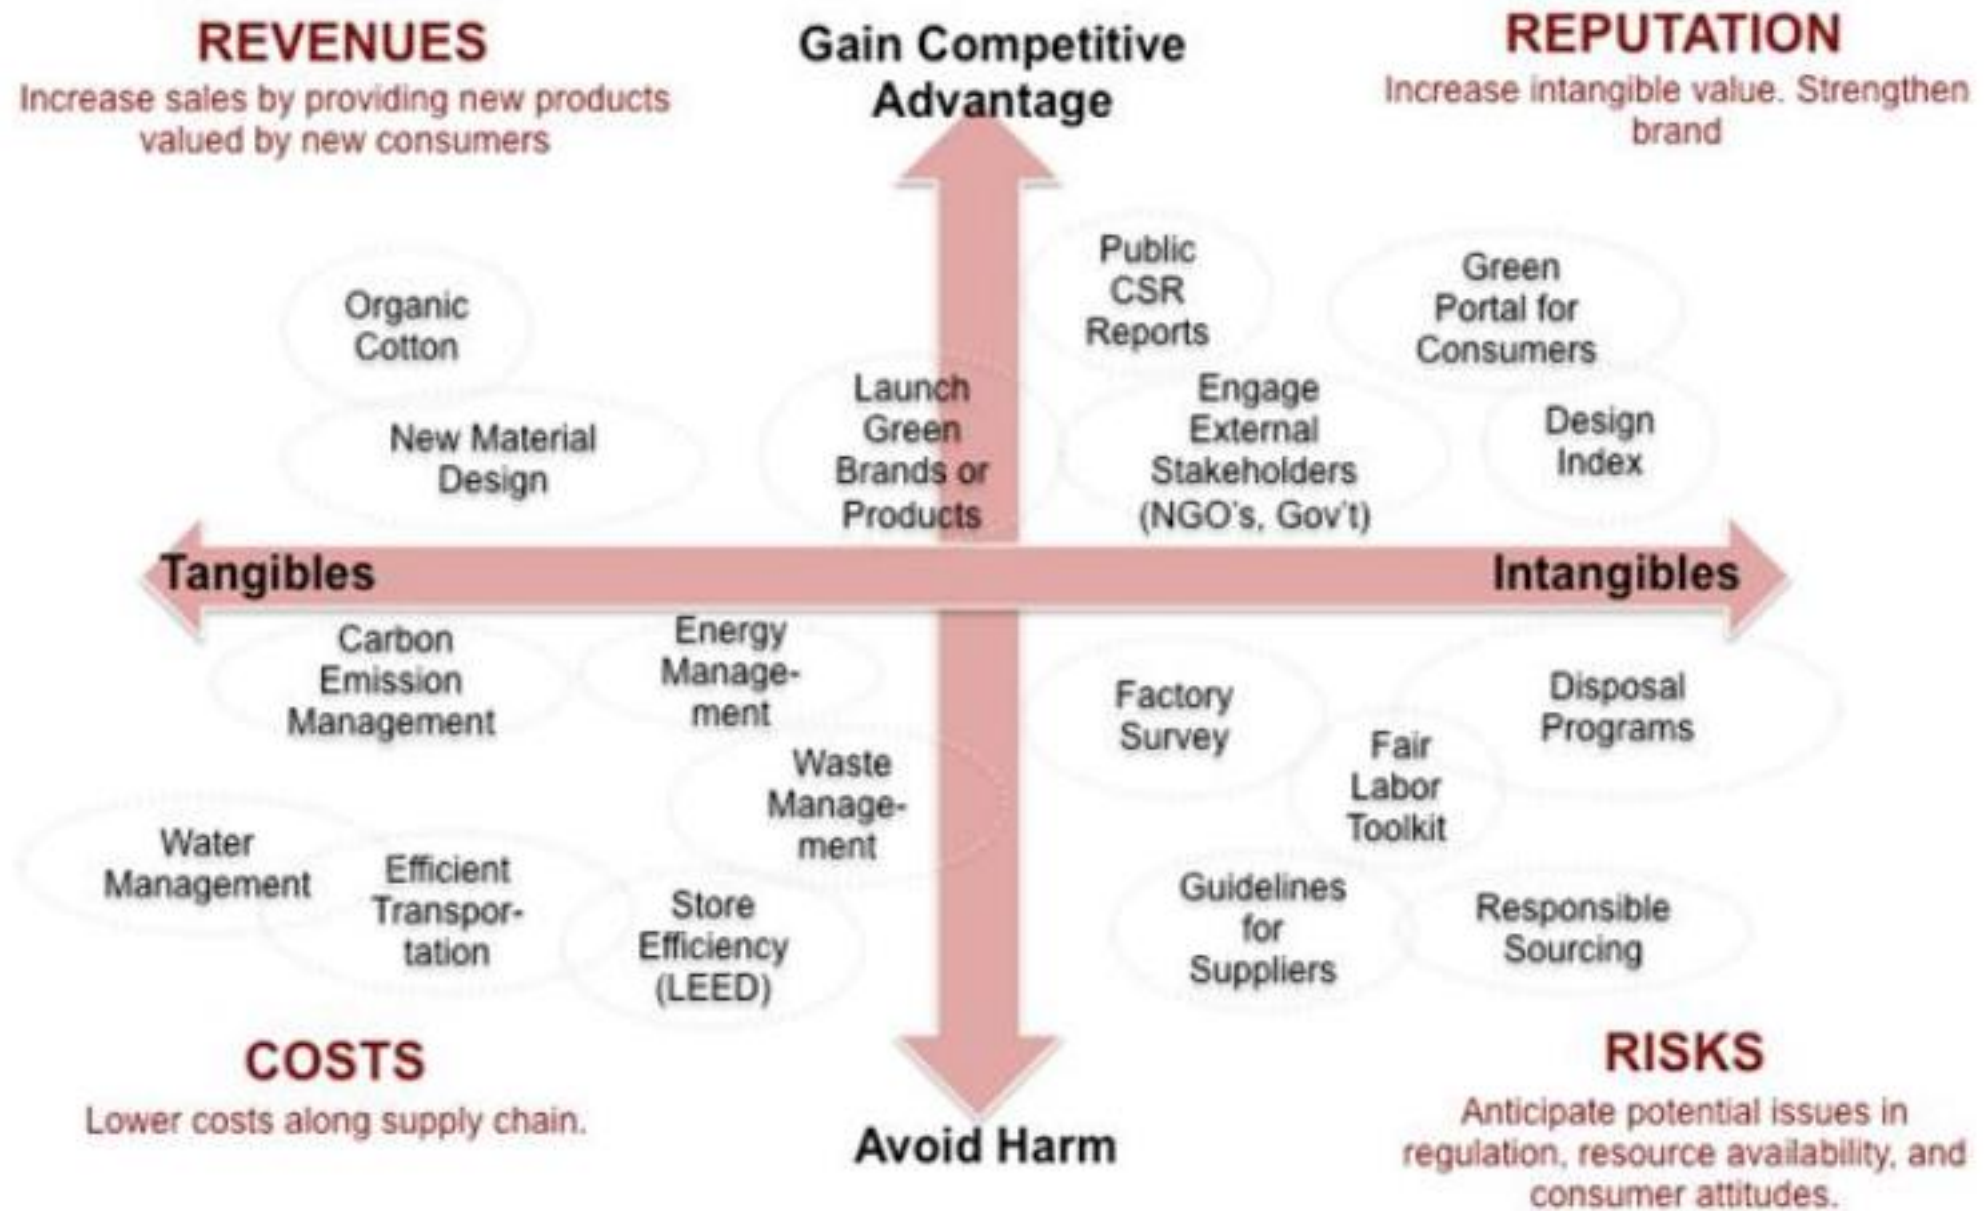 REVENUES
Increase sales by providing new products
valued by new consumers
Gain Competitive
Advantage
REPUTATION
Increase intangible value. Strengthen
brand
Organic
Cotton
New Material
Design
Launch
Green
Brands or
Products
Public
CSR
Reports
Green
Portal for
Consumers
Engage
External
Stakeholders
(NGO's, Gov't)
Design
Index
Tangibles
Intangibles
Carbon
Emission
Management
Energy
Manage-
ment
Waste
Manage-
ment
Water
Management
Efficient
Transpor-
tation
Store
Efficiency
(LEED)
Factory
Survey
Disposal
Programs
Fair
Labor
Toolkit
Guidelines
for
Suppliers
Responsible
Sourcing
COSTS
Lower costs along supply chain.
Avoid Harm
RISKS
Anticipate potential issues in
regulation, resource availability, and
consumer attitudes.